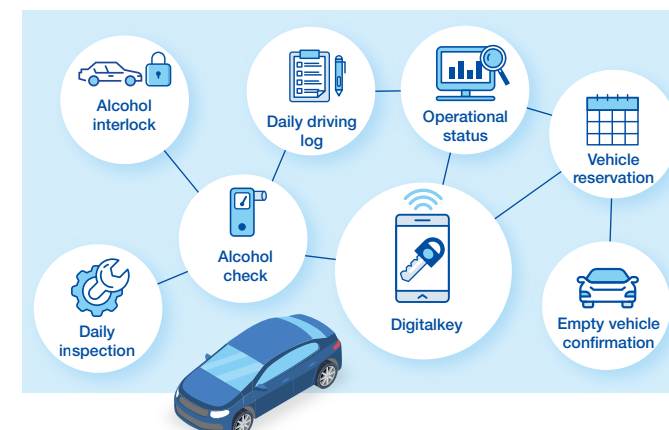 Alcohol
interlock
Daily driving
log
Operational
status
Vehicle
reservation
Alcohol
check
Digitalkey
Daily
inspection
Empty vehicle
confirmation